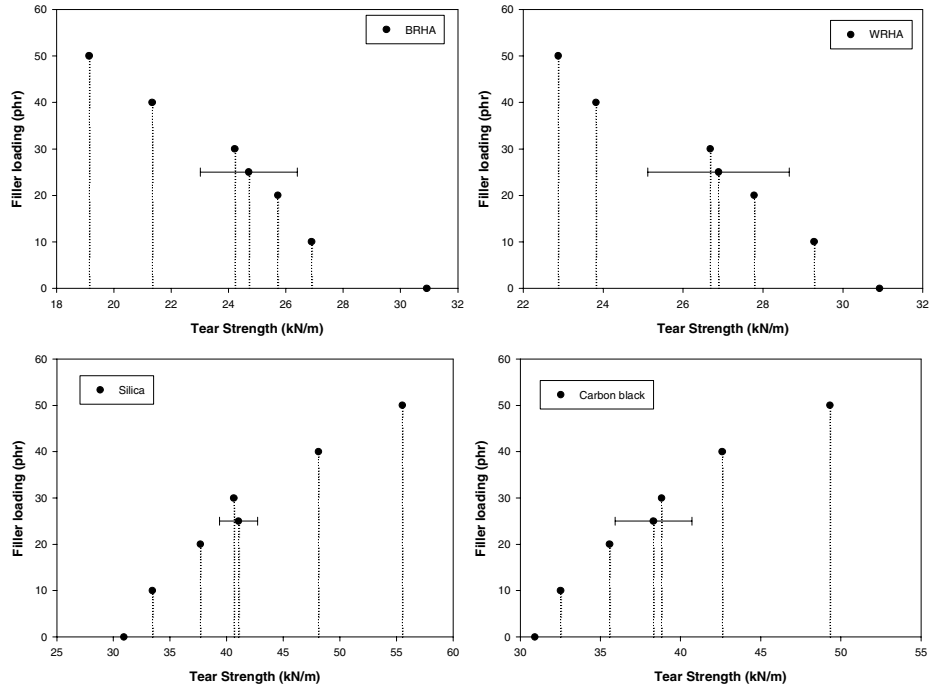 BRHA
60
50
40
30
20
10
0
Filler loading (phr)
18 20 22 24 26 28 30 32
Tear Strength (kN/m)
WRHA
60
50
40
30
20
10
0
Filler loading (phr)
22 24 26 28 30 32
Tear Strength (kN/m)
Silica
60
50
40
30
20
10
0
Filler loading (phr)
25 30 35 40 45 50 55 60
Tear Strength (kN/m)
Carbon black
60
50
40
30
20
10
0
Filler loading (phr)
30 35 40 45 50 55
Tear Strength (kN/m)